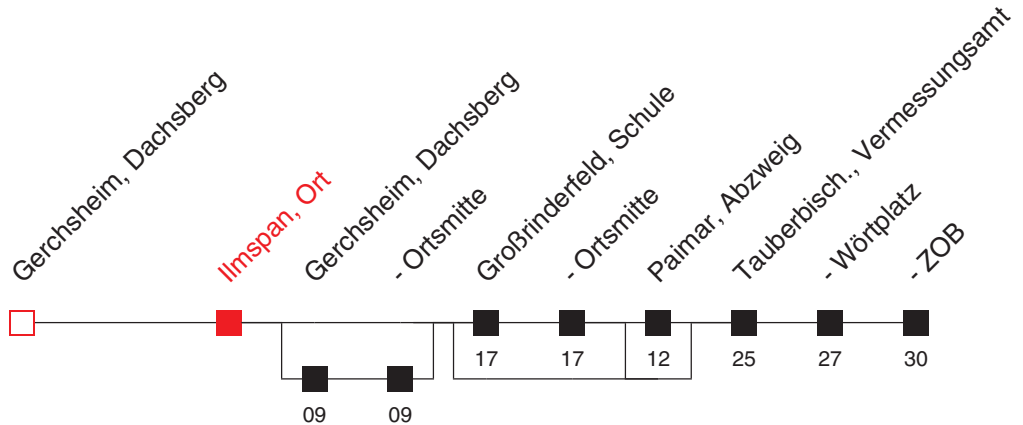 Gerchsheim, Dachsberg
Ilmspan, Ort
Gerchsheim, Dachsberg
- Ortsmitte
Großrinderfeld, Schule
- Ortsmitte
Paimar, Abzweig
Tauberbisch., Vermessungsamt
- Wörtplatz
- ZOB
17
17
12
25
27
30
09
09